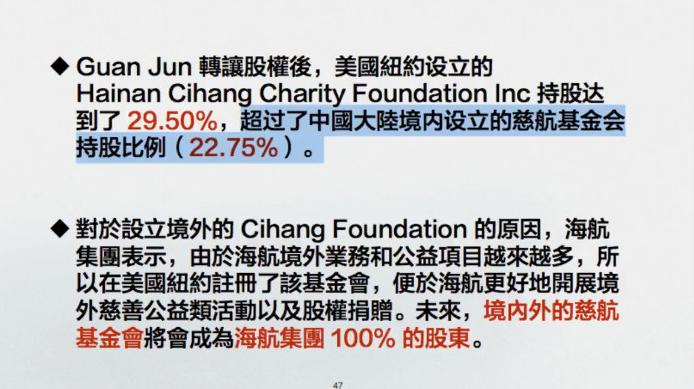 ◆ Guan Jun 轉讓股權後，美國紐約设立的
Hainan Cihang Charity Foundation Inc 持股达
到了 29.50%，超过了中國大陸境内设立的慈航基金会
持股比例（22.75%）。
◆ 對於設立境外的 Cihang Foundation 的原因，海航
集團表示，由於海航境外業務和公益項目越來越多，所
以在美國紐約註冊了該基金會，便於海航更好地開展境
外慈善公益類活動以及股權捐贈。未來，境內外的慈航
基金會將會成為海航集團 100% 的股東。
47